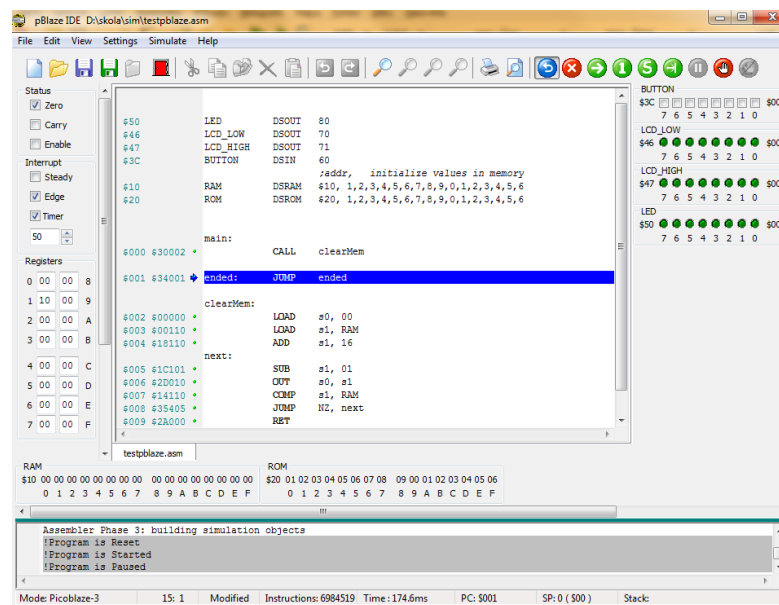 pBlaze IDE D:\skola\sim\testpblaze.asm
File Edit View Settings Simulate Help
Status
Zero
Carry
Enable
Interrupt
Steady
Edge
Timer
50
Registers
0 00 00 8
1 10 00 9
2 00 00 A
3 00 00 B
4 00 00 C
5 00 00 D
6 00 00 E
7 00 00 F
$50 LED DSOUT 80
$46 LCD_LOW DSOUT 70
$47 LCD_HIGH DSOUT 71
$3C BUTTON DSIN 60
;addr, initialize values in memory
$10 RAM DSRAM $10, 1,2,3,4,5,6,7,8,9,0,1,2,3,4,5,6
$20 ROM DSROM $20, 1,2,3,4,5,6,7,8,9,0,1,2,3,4,5,6
main:
$000 $30002 CALL clearMem
$001 $34001 ended: JUMP ended
clearMem:
$002 $00000 LOAD s0, 00
$003 $00110 LOAD s1, RAM
$004 $18110 ADD s1, 16
next:
$005 $1C101 SUB s1, 01
$006 $2D010 OUT s0, s1
$007 $14110 COMP s1, RAM
$008 $35405 JUMP NZ, next
$009 $2A000 RET
testpblaze.asm
BUTTON
$3C $00
7 6 5 4 3 2 1 0
LCD_LOW
$46 $00
7 6 5 4 3 2 1 0
LCD_HIGH
$47 $00
7 6 5 4 3 2 1 0
LED
$50 $00
7 6 5 4 3 2 1 0
RAM
$10 00 00 00 00 00 00 00 00 00 00 00 00 00 00 00 00
0 1 2 3 4 5 6 7 8 9 A B C D E F
ROM
$20 01 02 03 04 05 06 07 08 09 00 01 02 03 04 05 06
0 1 2 3 4 5 6 7 8 9 A B C D E F
Assembler Phase 3: building simulation objects
!Program is Reset
!Program is Started
!Program is Paused
Mode: Picoblaze-3 15: 1 Modified Instructions: 6984519 Time : 174.6ms PC: $001 SP: 0 ( $00 ) Stack: